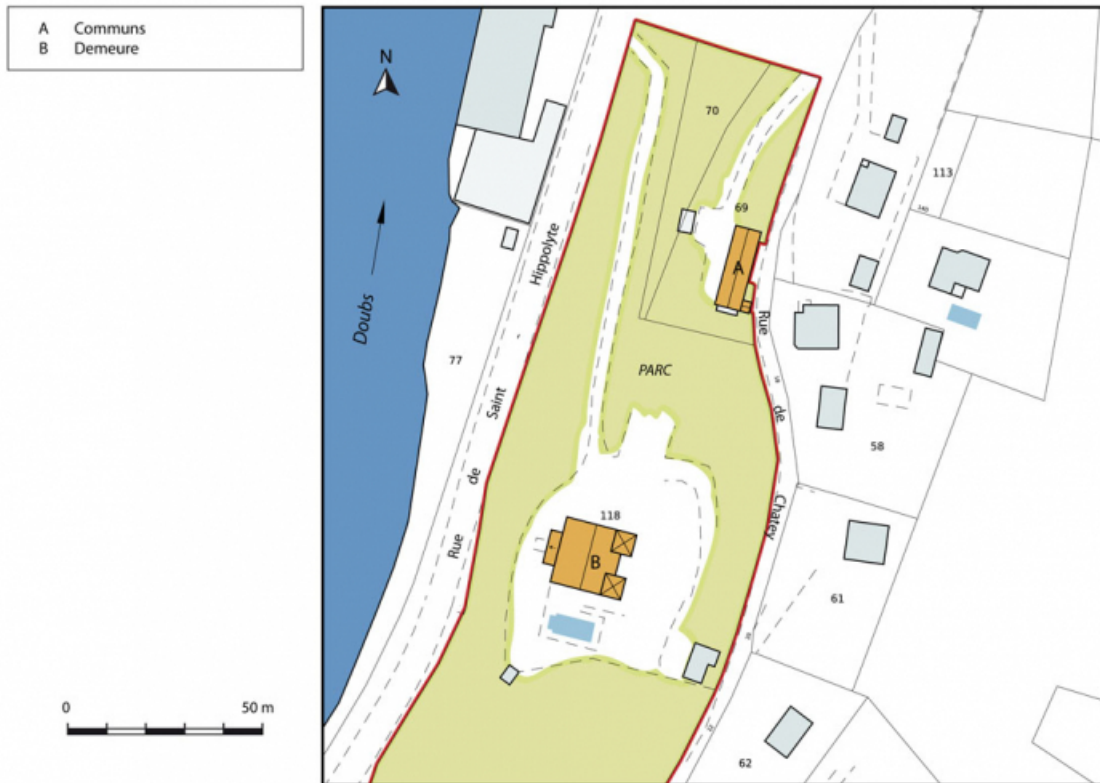 A Communs
B Demeure
N
Doubs
77
Rue de Saint Hippolyte
70
69
A
113
140
PARC
Rue de Chatey
58
118
B
61
62
0 50 m